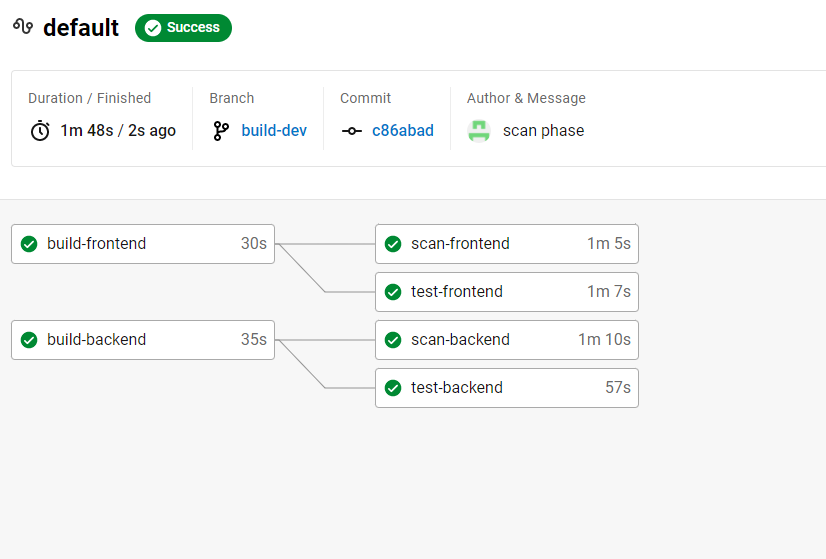 default
Success
Duration / Finished
1m 48s / 2s ago
Branch
build-dev
Commit
c86abad
Author & Message
scan phase
build-frontend 30s
scan-frontend 1m 5s
test-frontend 1m 7s
build-backend 35s
scan-backend 1m 10s
test-backend 57s